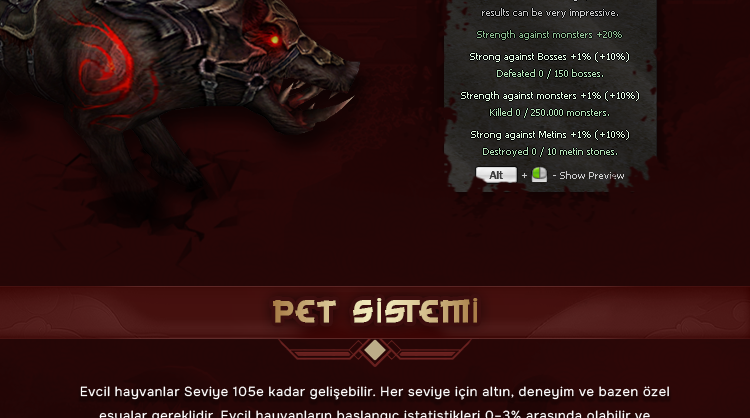 results can be very impressive.
Strength against monsters +20%
Strong against Bosses +1% (+10%)
Defeated 0 / 150 bosses.
Strength against monsters +1% (+10%)
Killed 0 / 250.000 monsters.
Strong against Metins +1% (+10%)
Destroyed 0 / 10 metin stones.
Alt + - Show Preview
PET SİSTEMİ
Evcil hayvanlar Seviye 105e kadar gelişebilir. Her seviye için altın, deneyim ve bazen özel
eşyalar gereklidir. Evcil hayvanların başlangıç istatistikleri 0-3% arasında olabilir ve